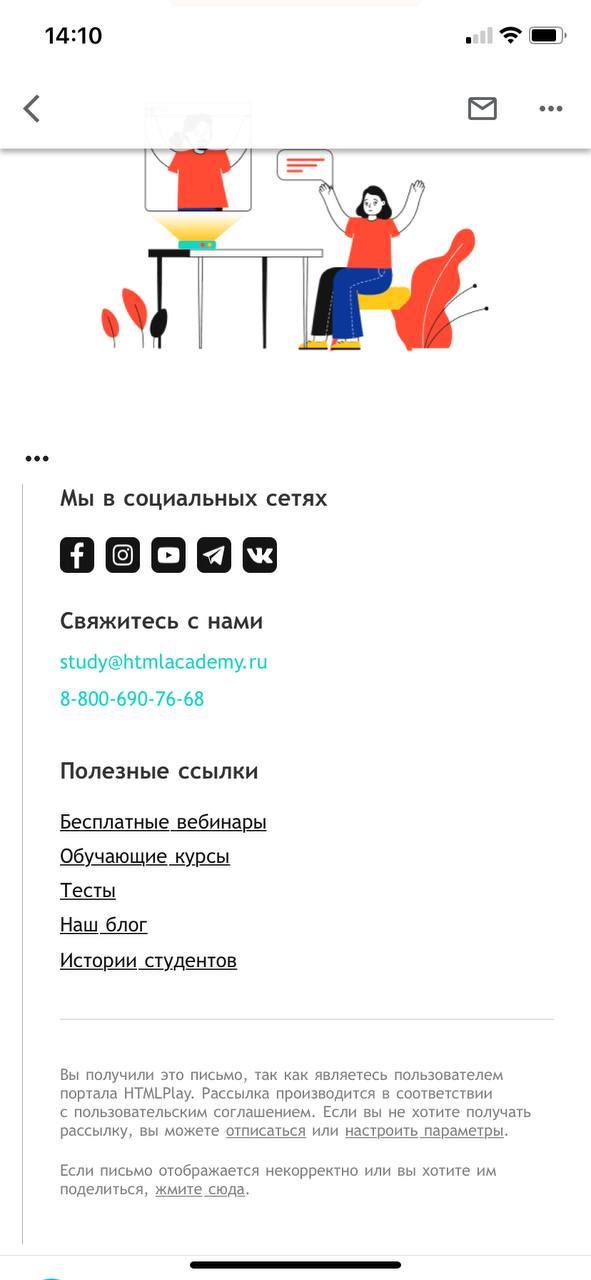 14:10
Мы в социальных сетях
Свяжитесь с нами
study@htmlacademy.ru
8-800-690-76-68
Полезные ссылки
Бесплатные вебинары
Обучающие курсы
Тесты
Наш блог
Истории студентов
Вы получили это письмо, так как являетесь пользователем
портала HTMLPlay. Рассылка производится в соответствии
с пользовательским соглашением. Если вы не хотите получать
рассылку, вы можете отписаться или настроить параметры.
Если письмо отображается некорректно или вы хотите им
поделиться, жмите сюда.